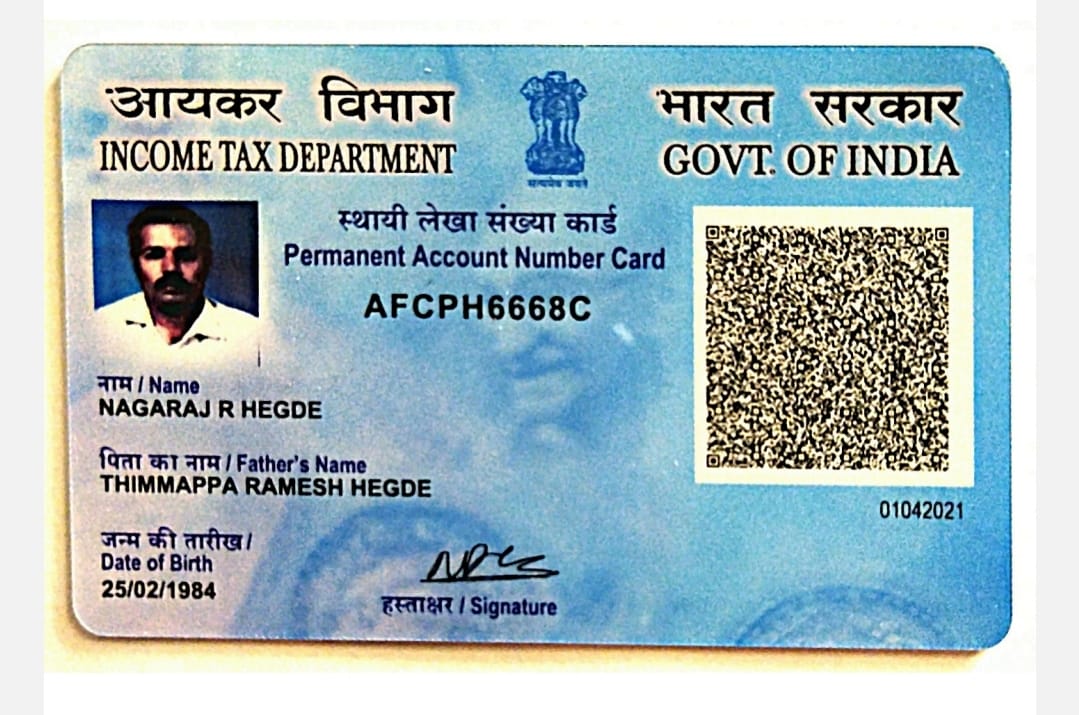 आयकर विभाग
INCOME TAX DEPARTMENT
सत्यमेव जयते
भारत सरकार
GOVT. OF INDIA
स्थायी लेखा संख्या कार्ड
Permanent Account Number Card
AFCPH6668C
नाम / Name
NAGARAJ R HEGDE
पिता का नाम / Father's Name
THIMMAPPA RAMESH HEGDE
01042021
जन्म की तारीख /
Date of Birth
25/02/1984
हस्ताक्षर / Signature